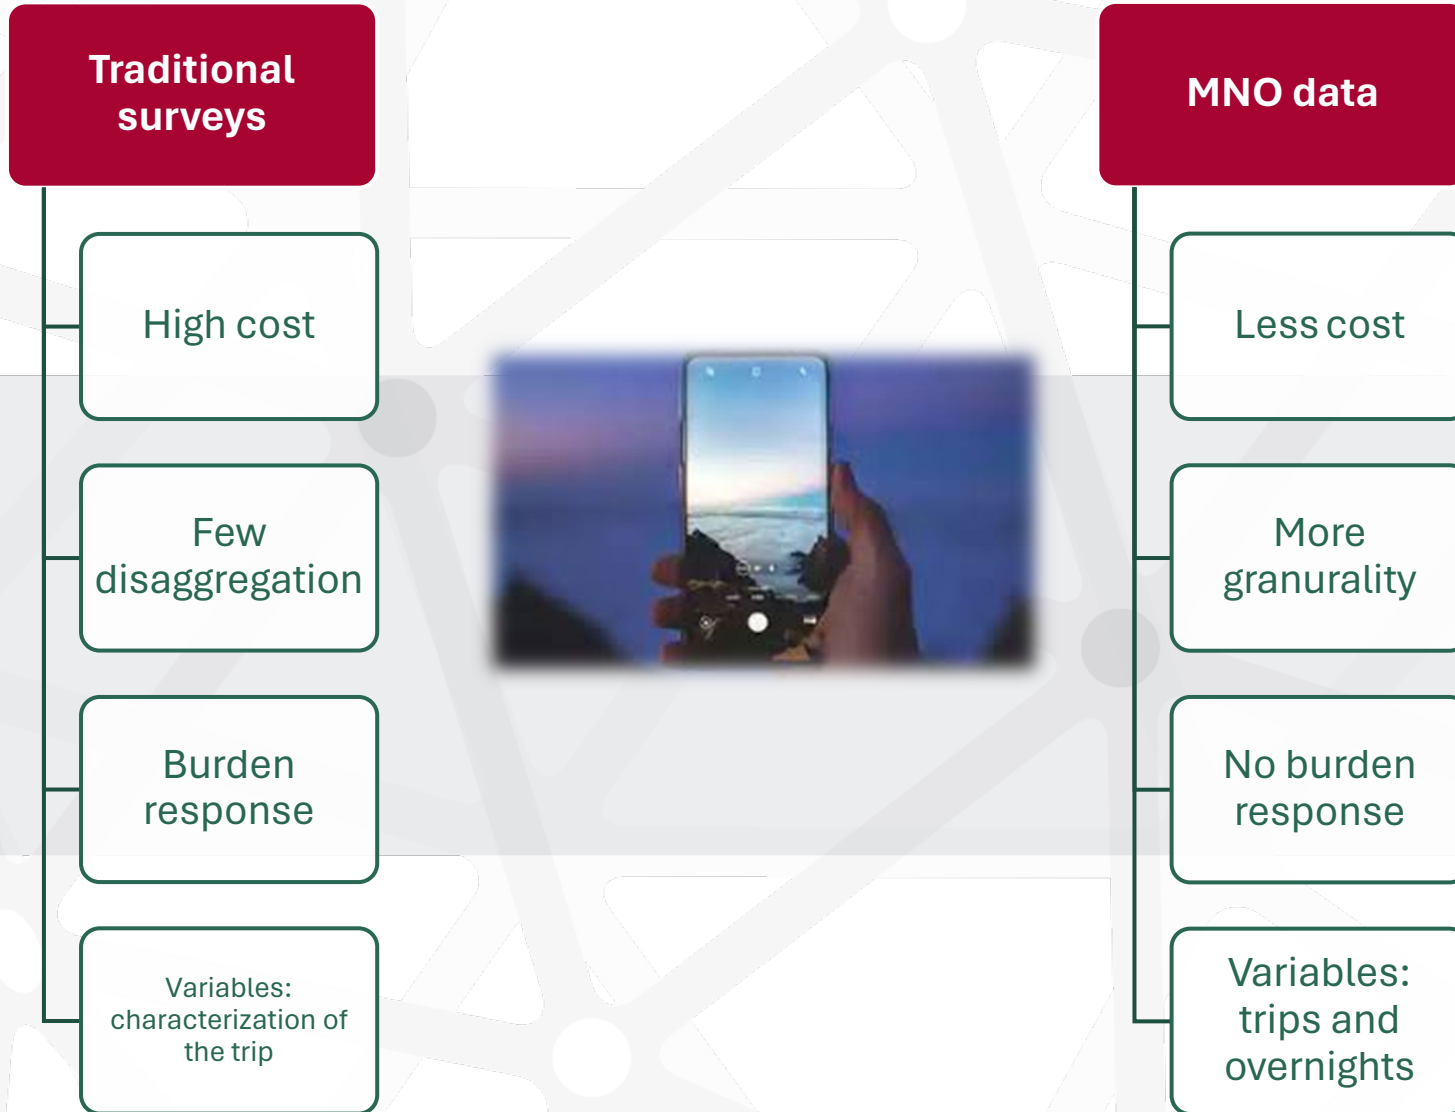 Traditional
surveys
High cost
Few
disaggregation
Burden
response
Variables:
characterization of
the trip
MNO data
Less cost
More
granurality
No burden
response
Variables:
trips and
overnights